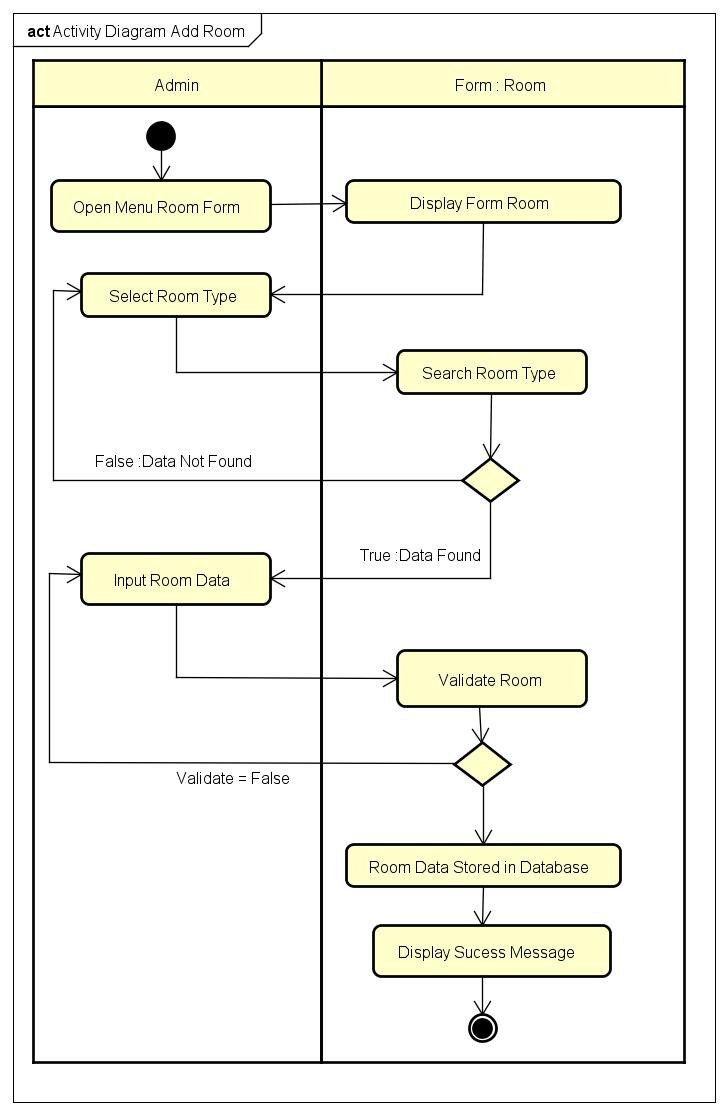 act Activity Diagram Add Room
Admin
Form : Room
Open Menu Room Form
Display Form Room
Select Room Type
Search Room Type
False :Data Not Found
True :Data Found
Input Room Data
Validate Room
Validate = False
Room Data Stored in Database
Display Sucess Message